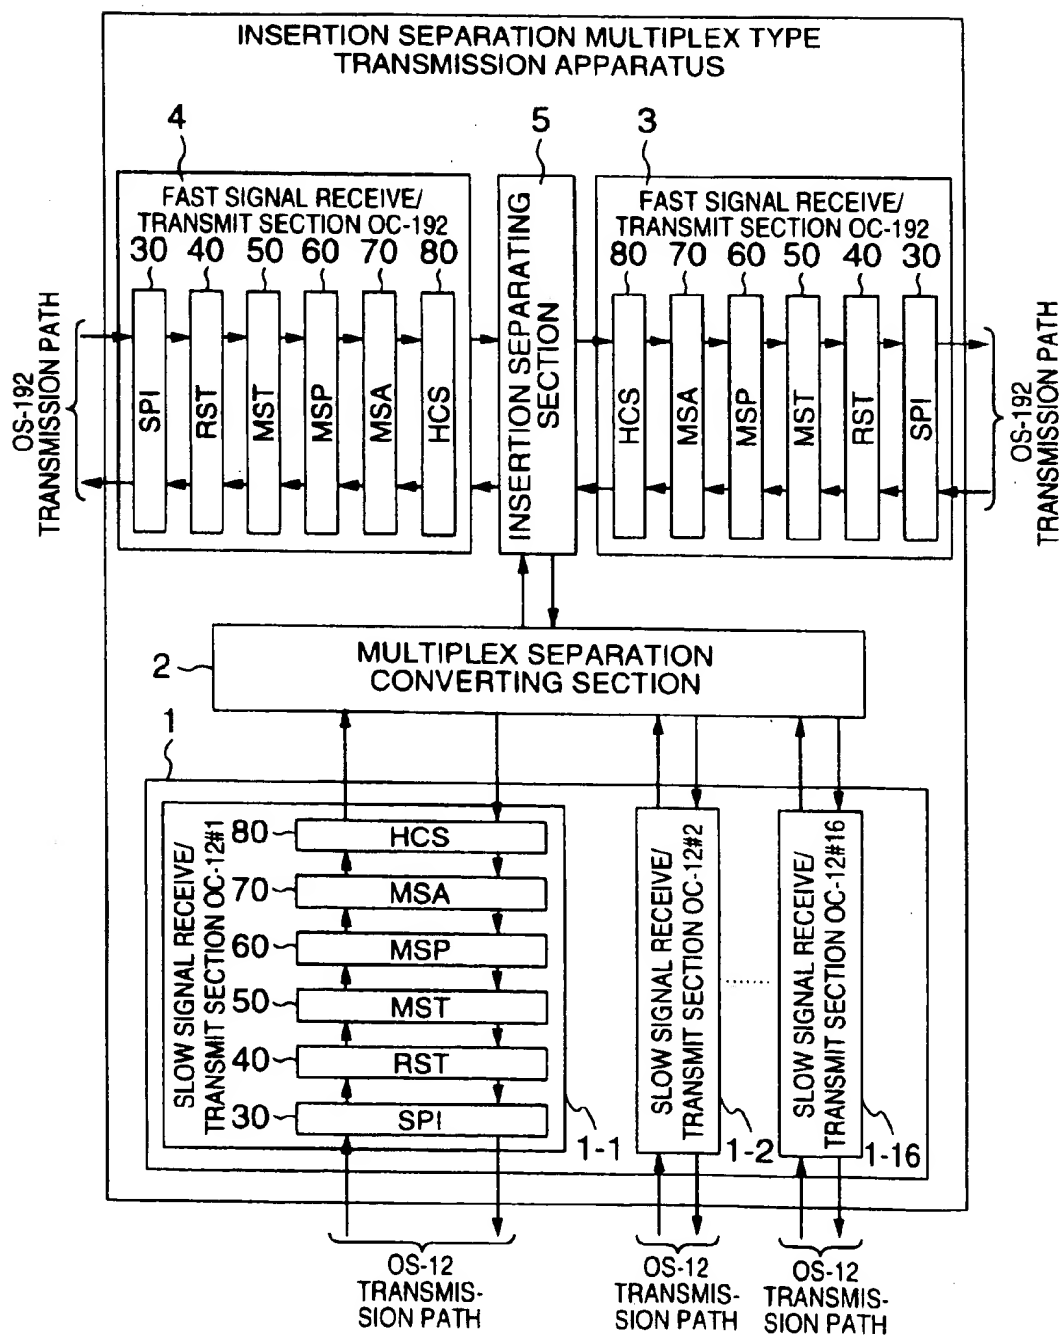 INSERTION SEPARATION MULTIPLEX TYPE
TRANSMISSION APPARATUS
4
5
3
FAST SIGNAL RECEIVE/
TRANSMIT SECTION OC-192
30 40 50 60 70 80
SPI
RST
MST
MSP
MSA
HCS
INSERTION SEPARATING
SECTION
FAST SIGNAL RECEIVE/
TRANSMIT SECTION OC-192
80 70 60 50 40 30
HCS
MSA
MSP
MST
RST
SPI
OS-192
TRANSMISSION PATH
OS-192
TRANSMISSION PATH
2
MULTIPLEX SEPARATION
CONVERTING SECTION
1
SLOW SIGNAL RECEIVE/
TRANSMIT SECTION OC-12#1
80 HCS
70 MSA
60 MSP
50 MST
40 RST
30 SPI
1-1
SLOW SIGNAL RECEIVE/
TRANSMIT SECTION OC-12#2
1-2
........
SLOW SIGNAL RECEIVE/
TRANSMIT SECTION OC-12#16
1-16
OS-12
TRANSMIS-
SION PATH
OS-12
TRANSMIS-
SION PATH
OS-12
TRANSMIS-
SION PATH